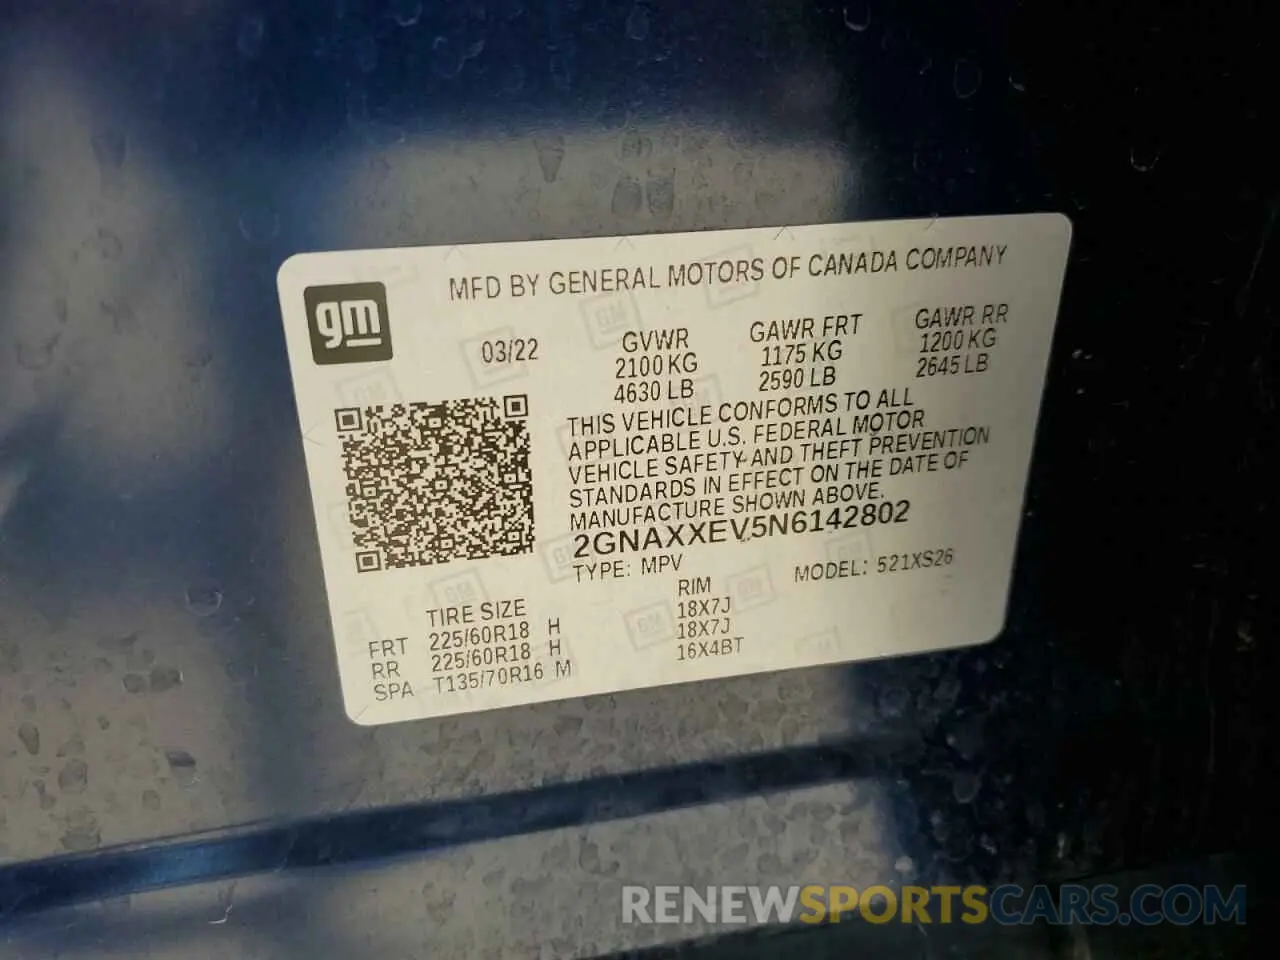 gm
MFD BY GENERAL MOTORS OF CANADA COMPANY
03/22
GVWR
2100 KG
4630 LB
GAWR FRT
1175 KG
2590 LB
GAWR RR
1200 KG
2645 LB
THIS VEHICLE CONFORMS TO ALL
APPLICABLE U.S. FEDERAL MOTOR
VEHICLE SAFETY AND THEFT PREVENTION
STANDARDS IN EFFECT ON THE DATE OF
MANUFACTURE SHOWN ABOVE.
2GNAXXEV5N6142802
TYPE: MPV
MODEL: 521XS26
TIRE SIZE RIM
FRT 225/60R18 H 18X7J
RR 225/60R18 H 18X7J
SPA T135/70R16 M 16X4BT
RENEWSPORTSCARS.COM